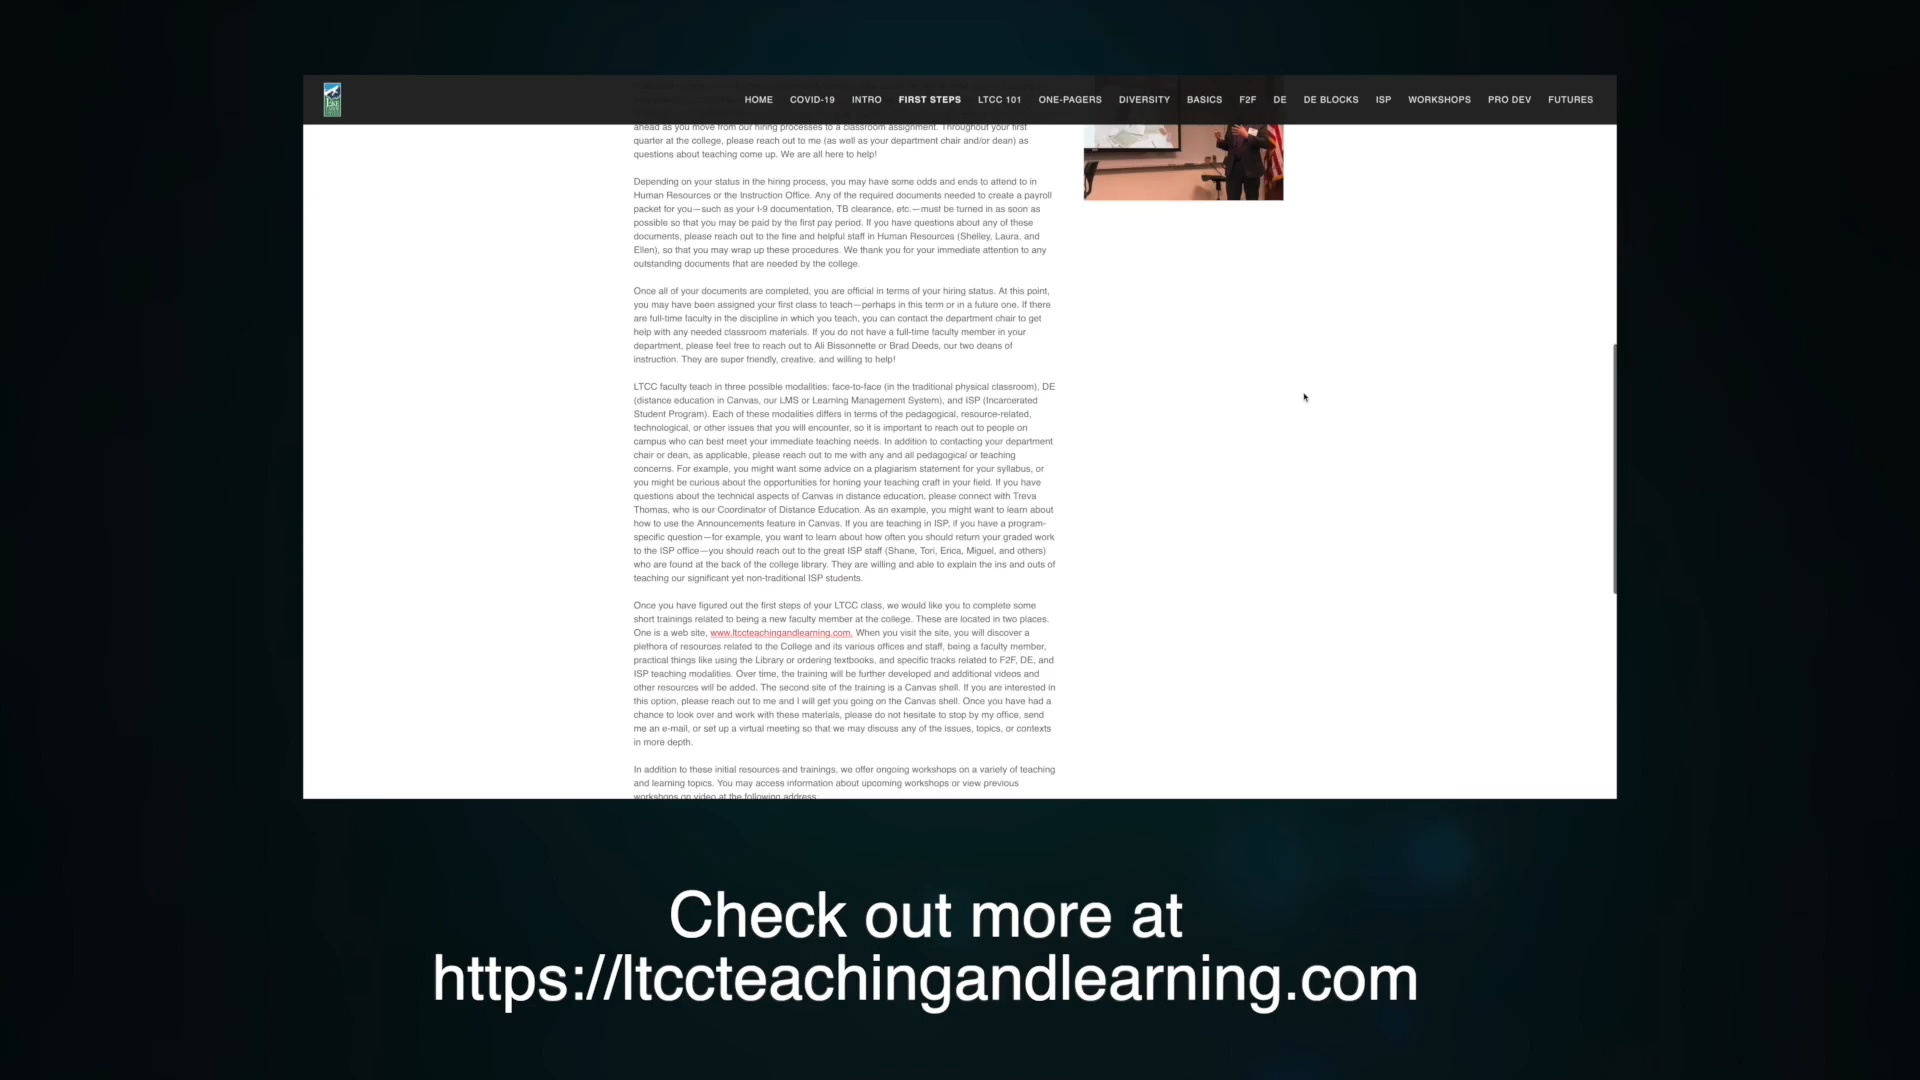 HOME COVID-19 INTRO FIRST STEPS LTCC 101 ONE-PAGERS DIVERSITY BASICS F2F DE DE BLOCKS ISP WORKSHOPS PRO DEV FUTURES
ahead as you move from our hiring processes to a classroom assignment. Throughout your first
quarter at the college, please reach out to me (as well as your department chair and/or dean) as
questions about teaching come up. We are all here to help!
Depending on your status in the hiring process, you may have some odds and ends to attend to in
Human Resources or the Instruction Office. Any of the required documents needed to create a payroll
packet for you—such as your I-9 documentation, TB clearance, etc.—must be turned in as soon as
possible so that you may be paid by the first pay period. If you have questions about any of these
documents, please reach out to the fine and helpful staff in Human Resources (Shelley, Laura, and
Ellen), so that you may wrap up these procedures. We thank you for your immediate attention to any
outstanding documents that are needed by the college.
Once all of your documents are completed, you are official in terms of your hiring status. At this point,
you may have been assigned your first class to teach—perhaps in this term or in a future one. If there
are full-time faculty in the discipline in which you teach, you can contact the department chair to get
help with any needed classroom materials. If you do not have a full-time faculty member in your
department, please feel free to reach out to Ali Bissonnette or Brad Deeds, our two deans of
instruction. They are super friendly, creative, and willing to help!
LTCC faculty teach in three possible modalities: face-to-face (in the traditional physical classroom), DE
(distance education in Canvas, our LMS or Learning Management System), and ISP (Incarcerated
Student Program). Each of these modalities differs in terms of the pedagogical, resource-related,
technological, or other issues that you will encounter, so it is important to reach out to people on
campus who can best meet your immediate teaching needs. In addition to contacting your department
chair or dean, as applicable, please reach out to me with any and all pedagogical or teaching
concerns. For example, you might want some advice on a plagiarism statement for your syllabus, or
you might be curious about the opportunities for honing your teaching craft in your field. If you have
questions about the technical aspects of Canvas in distance education, please connect with Treva
Thomas, who is our Coordinator of Distance Education. As an example, you might want to learn about
how to use the Announcements feature in Canvas. If you are teaching in ISP, if you have a program-
specific question—for example, you want to learn about how often you should return your graded work
to the ISP office—you should reach out to the great ISP staff (Shane, Tori, Erica, Miguel, and others)
who are found at the back of the college library. They are willing and able to explain the ins and outs of
teaching our significant yet non-traditional ISP students.
Once you have figured out the first steps of your LTCC class, we would like you to complete some
short trainings related to being a new faculty member at the college. These are located in two places.
One is a web site, www.ltccteachingandlearning.com. When you visit the site, you will discover a
plethora of resources related to the College and its various offices and staff, being a faculty member,
practical things like using the Library or ordering textbooks, and specific tracks related to F2F, DE, and
ISP teaching modalities. Over time, the training will be further developed and additional videos and
other resources will be added. The second site of the training is a Canvas shell. If you are interested in
this option, please reach out to me and I will get you going on the Canvas shell. Once you have had a
chance to look over and work with these materials, please do not hesitate to stop by my office, send
me an e-mail, or set up a virtual meeting so that we may discuss any of the issues, topics, or contexts
in more depth.
In addition to these initial resources and trainings, we offer ongoing workshops on a variety of teaching
and learning topics. You may access information about upcoming workshops or view previous
workshops on video at the following address:
Check out more at
https://ltccteachingandlearning.com